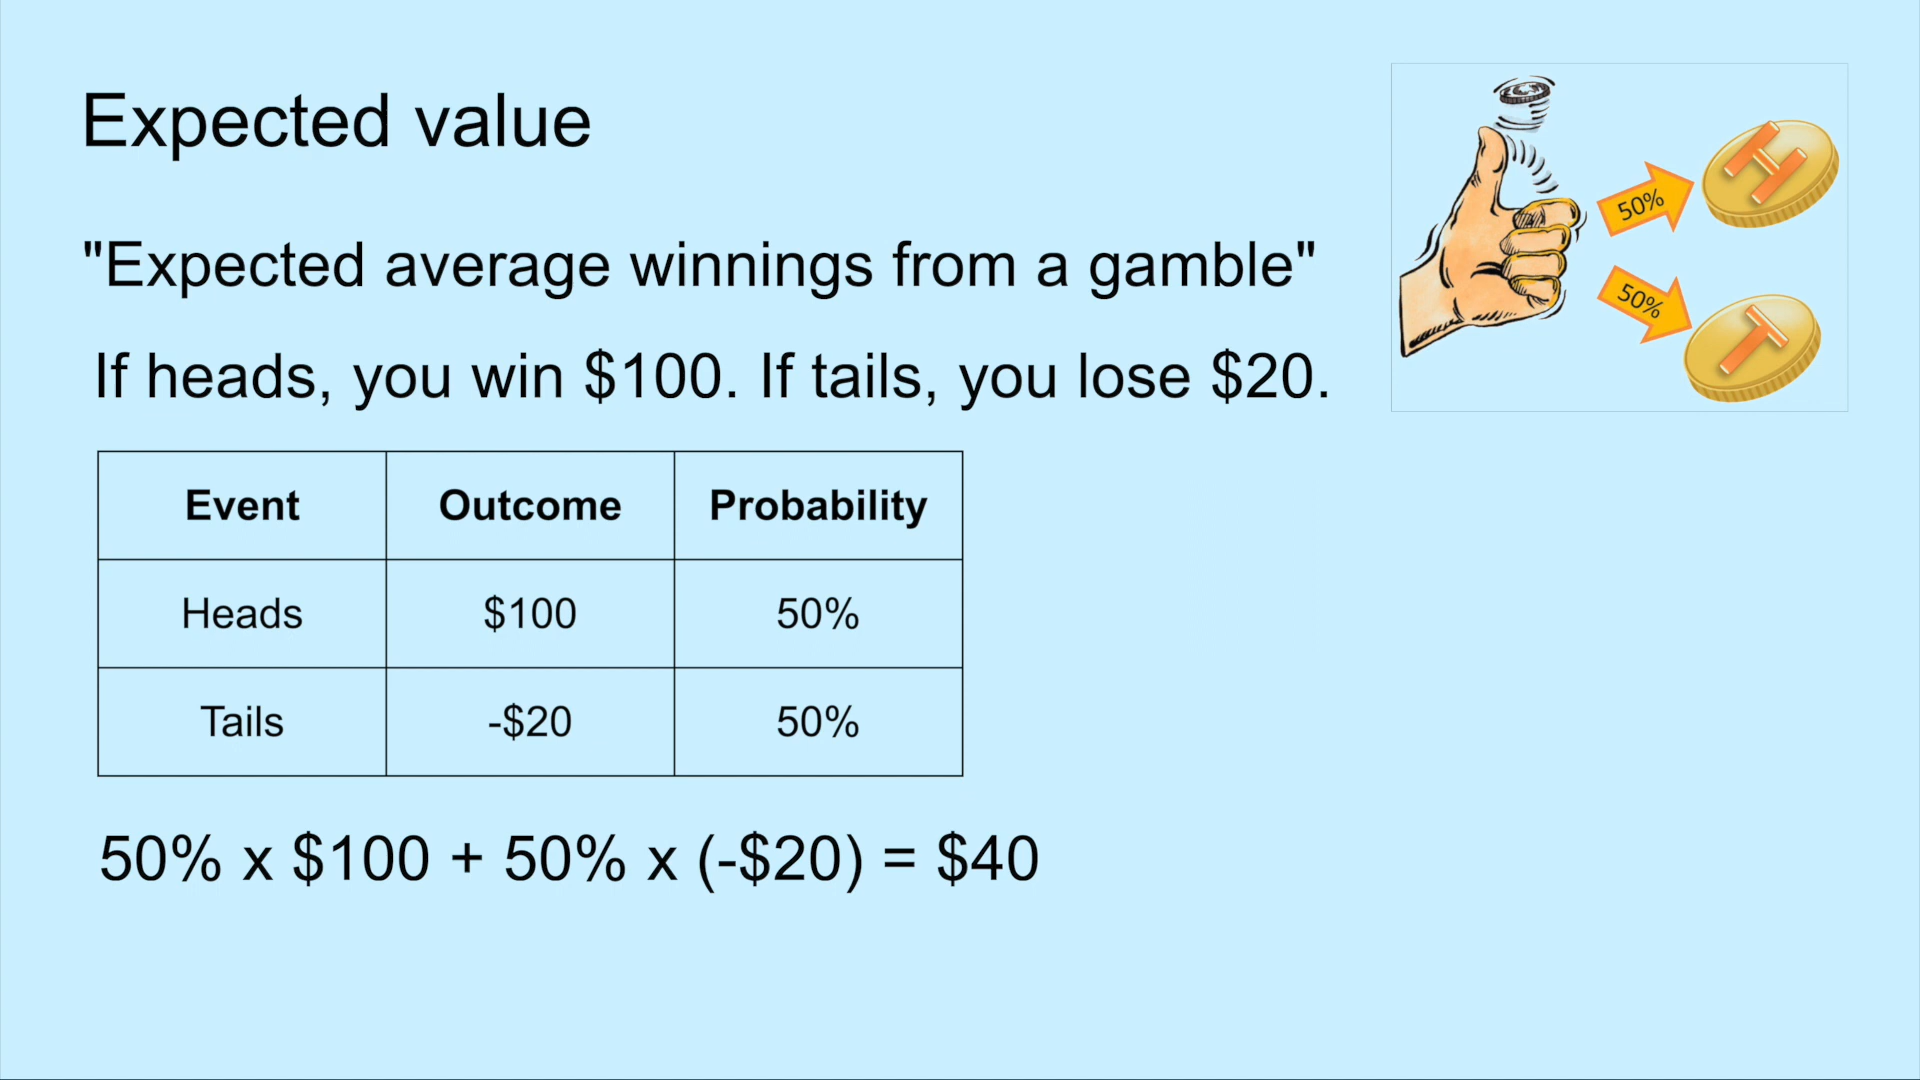 Expected value
"Expected average winnings from a gamble"
If heads, you win $100. If tails, you lose $20.
50%
H
50%
T
Event Outcome Probability
Heads $100 50%
Tails -$20 50%
50% x $100 + 50% x (-$20) = $40